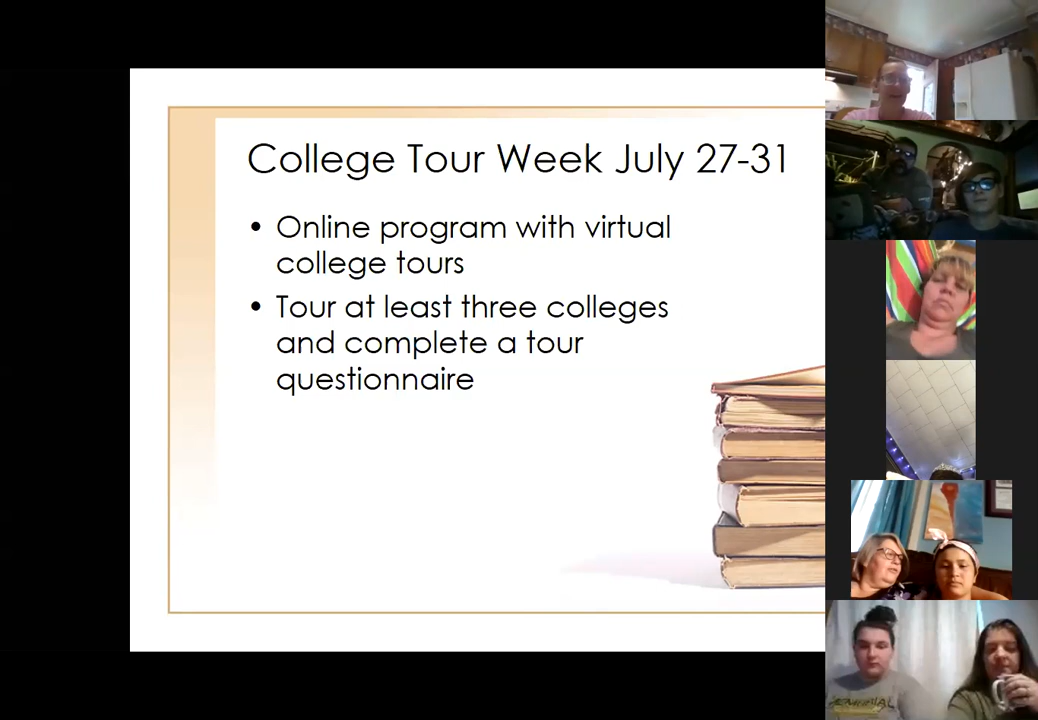 College Tour Week July 27-31
• Online program with virtual
college tours
• Tour at least three colleges
and complete a tour
questionnaire